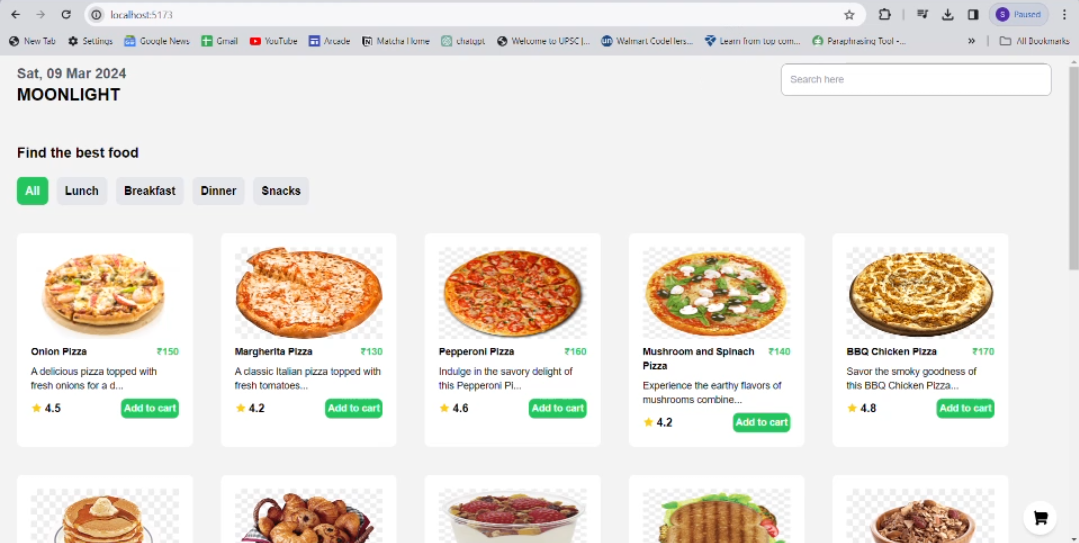 localhost:5173
S Paused
New Tab Settings Google News Gmail YouTube Arcade Matcha Home chatgpt Welcome to UPSC |... Walmart CodeHers... Learn from top com... Paraphrasing Tool -... » All Bookmarks
Sat, 09 Mar 2024
MOONLIGHT
Search here
Find the best food
All Lunch Breakfast Dinner Snacks
Onion Pizza ₹150
A delicious pizza topped with
fresh onions for a d...
4.5 Add to cart
Margherita Pizza ₹130
A classic Italian pizza topped with
fresh tomatoes...
4.2 Add to cart
Pepperoni Pizza ₹160
Indulge in the savory delight of
this Pepperoni Pi...
4.6 Add to cart
Mushroom and Spinach ₹140
Pizza
Experience the earthy flavors of
mushrooms combine...
4.2 Add to cart
BBQ Chicken Pizza ₹170
Savor the smoky goodness of
this BBQ Chicken Pizza...
4.8 Add to cart